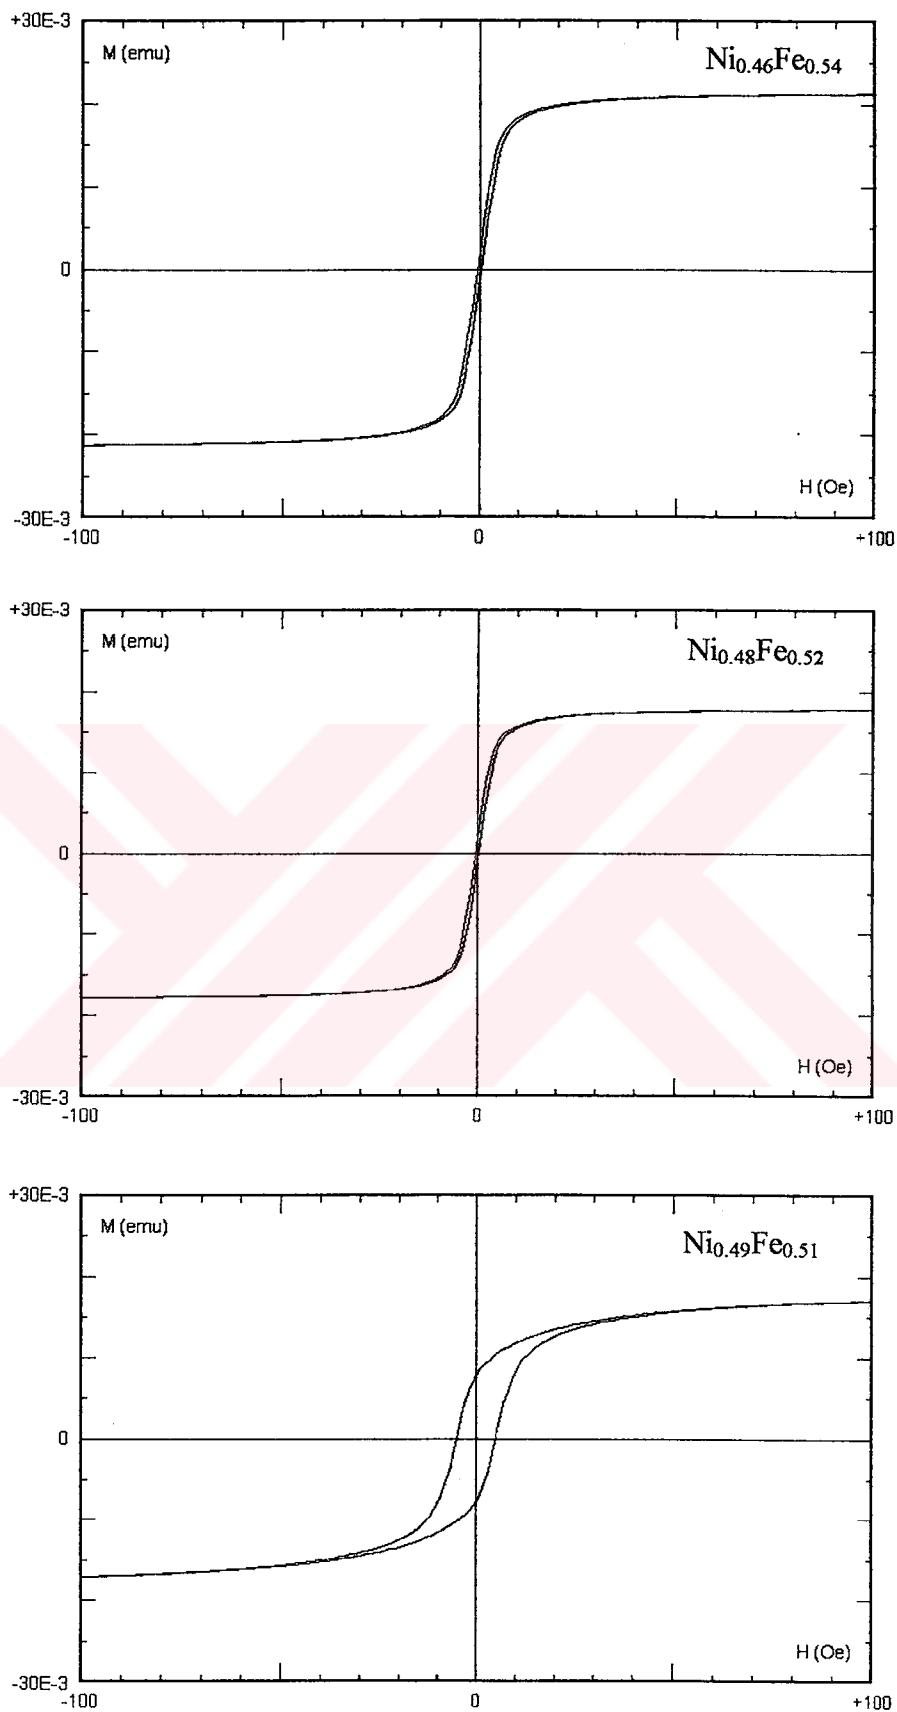 +30E-3
M (emu)
Ni0.46Fe0.54
0
H (Oe)
-30E-3
-100
0
+100
+30E-3
M (emu)
Ni0.48Fe0.52
0
H (Oe)
-30E-3
-100
0
+100
+30E-3
M (emu)
Ni0.49Fe0.51
0
H (Oe)
-30E-3
-100
0
+100